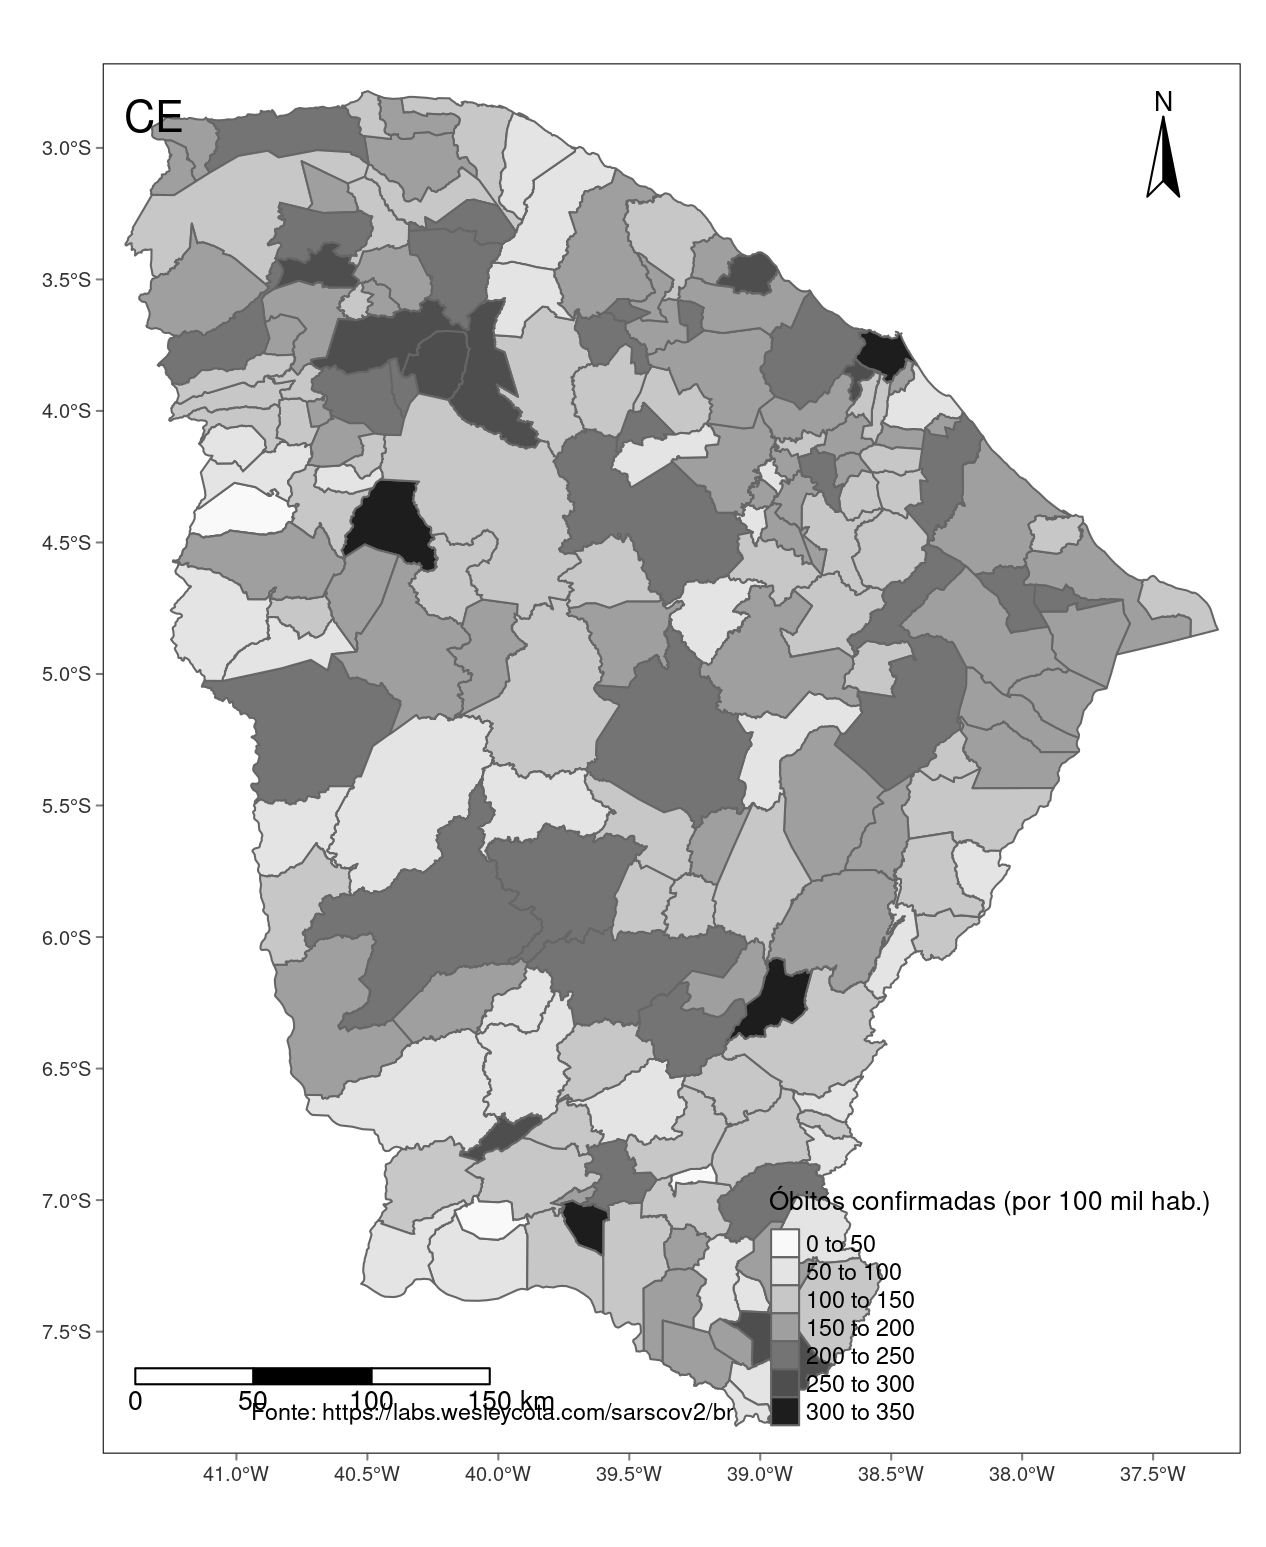 CE
N
3.0°S
3.5°S
4.0°S
4.5°S
5.0°S
5.5°S
6.0°S
6.5°S
7.0°S
7.5°S
Óbitos confirmadas (por 100 mil hab.)
0 to 50
50 to 100
100 to 150
150 to 200
200 to 250
250 to 300
300 to 350
0 50 100 150 km
Fonte: https://labs.wesleycota.com/sarscov2/br
41.0°W 40.5°W 40.0°W 39.5°W 39.0°W 38.5°W 38.0°W 37.5°W